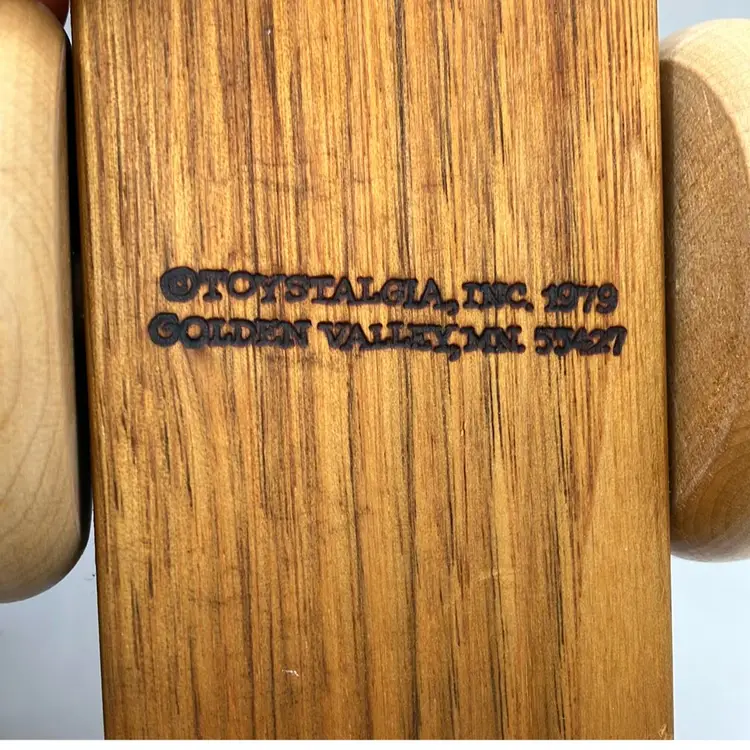 ©TOYSTALGIA, INC. 1979
GOLDEN VALLEY, MN. 55427